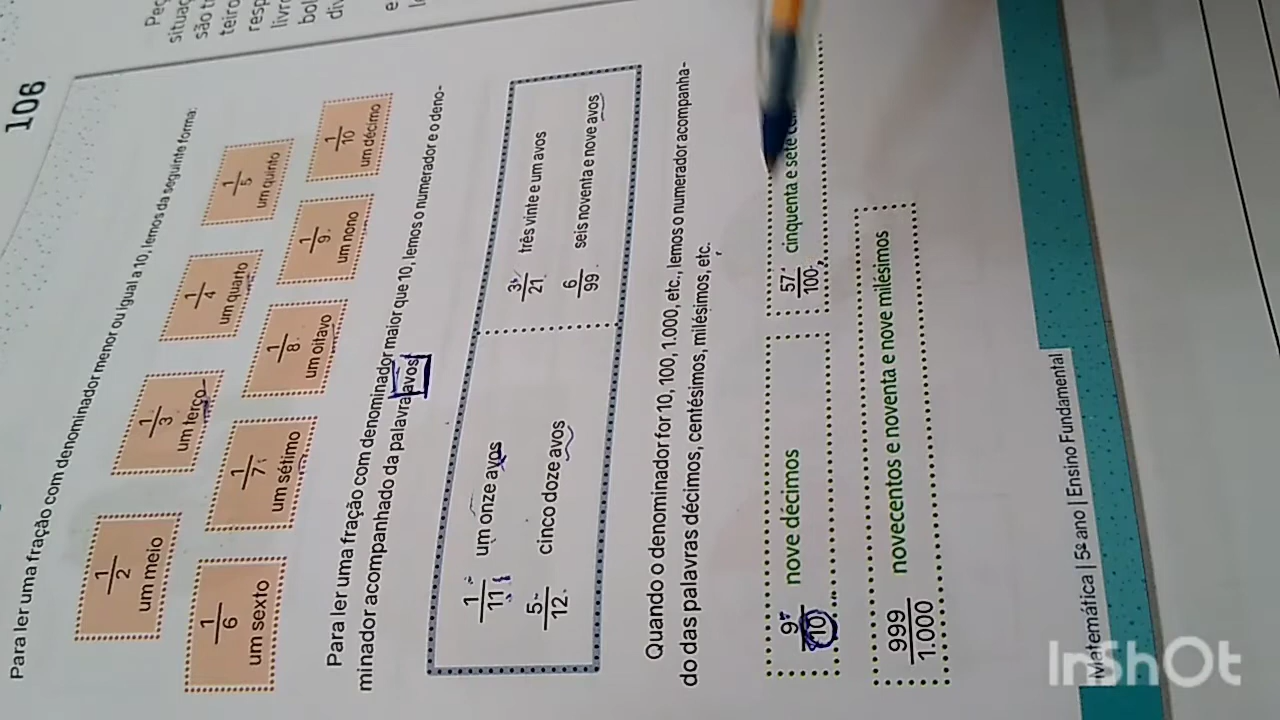 106
Para ler uma fração com denominador menor ou igual a 10, lemos da seguinte forma:
1/2
um meio
1/3
um terço
1/4
um quarto
1/5
um quinto
1/6
um sexto
1/7
um sétimo
1/8
um oitavo
1/9
um nono
1/10
um décimo
Para ler uma fração com denominador maior que 10, lemos o numerador e o deno-
minador acompanhado da palavra avos
1/11 um onze avos
5/12 cinco doze avos
3/21 três vinte e um avos
6/99 seis noventa e nove avos
Quando o denominador for 10, 100, 1.000, etc., lemos o numerador acompanha-
do das palavras décimos, centésimos, milésimos, etc.
9/10 nove décimos
57/100 cinquenta e sete
999/1.000 novecentos e noventa e nove milésimos
Matemática | 5º ano | Ensino Fundamental
InShOt